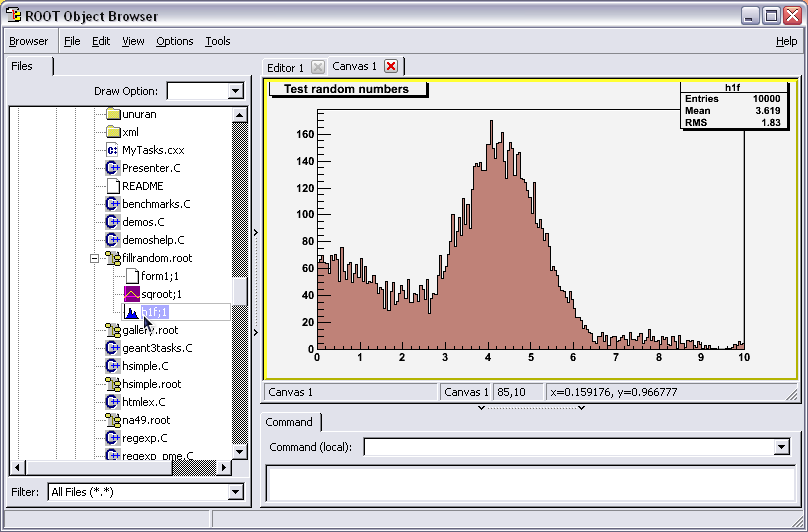 ROOT Object Browser
Browser File Edit View Options Tools Help
Files
Draw Option:
unuran
xml
MyTasks.cxx
Presenter.C
README
benchmarks.C
demos.C
demoshelp.C
fillrandom.root
form1;1
sqroot;1
h1f;1
gallery.root
geant3tasks.C
hsimple.C
hsimple.root
htmlex.C
na49.root
regexp.C
regexp_pme.C
Filter: All Files (*.*)
Editor 1 Canvas 1
Test random numbers
h1f
Entries 10000
Mean 3.619
RMS 1.83
160
140
120
100
80
60
40
20
0
0 1 2 3 4 5 6 7 8 9 10
Canvas 1 Canvas 1 85,10 x=0.159176, y=0.966777
Command
Command (local):